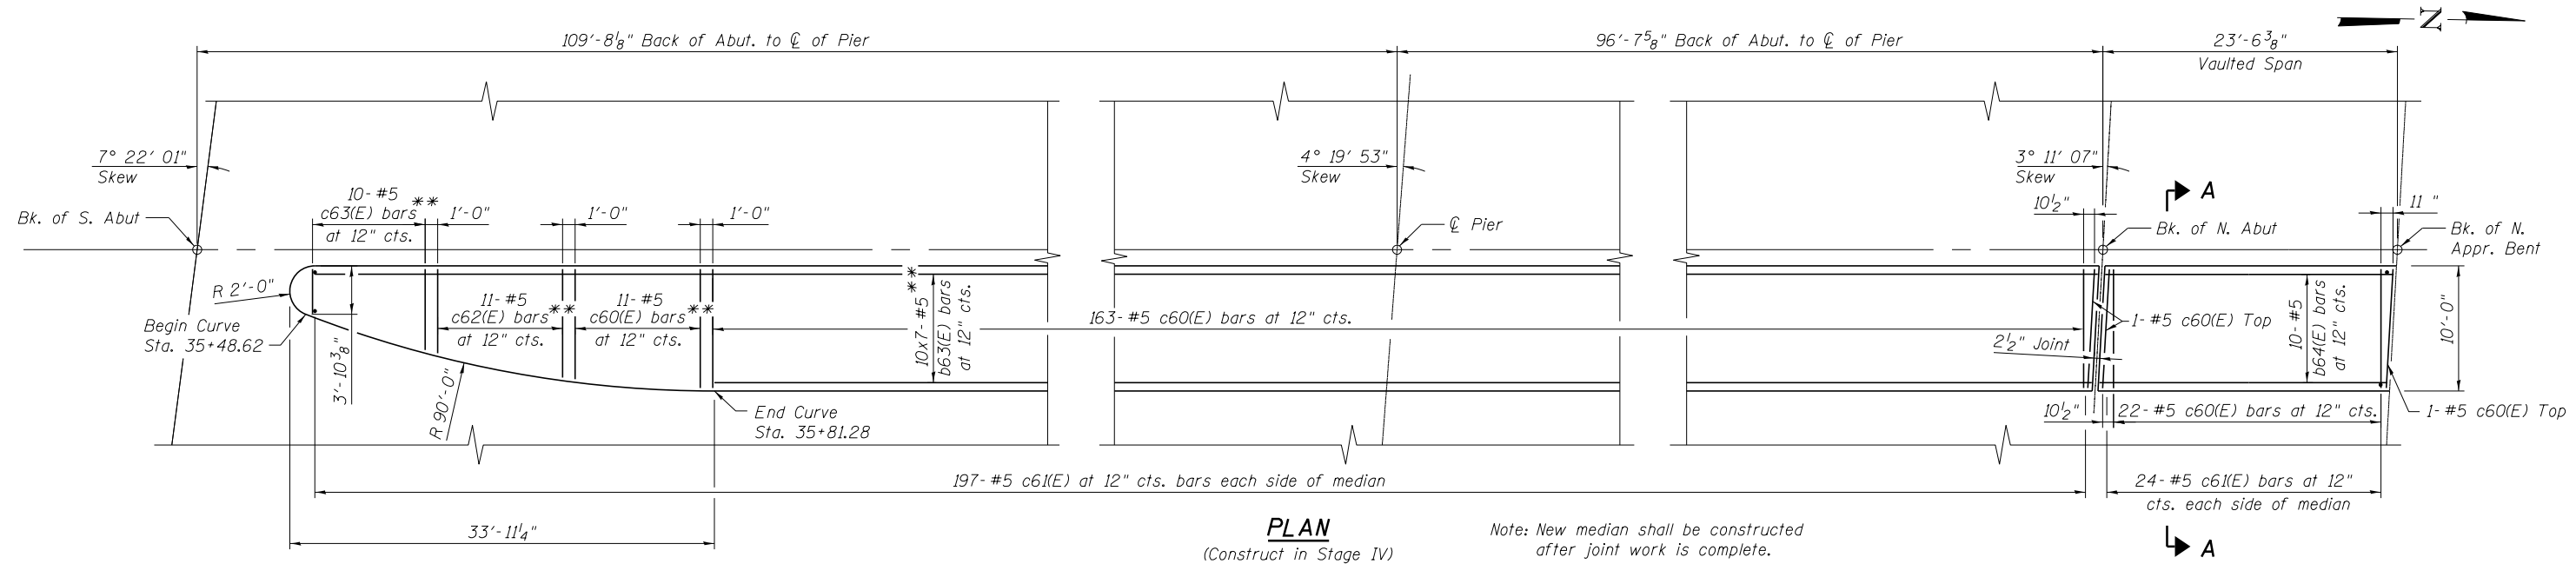 N
109'-8 1/8" Back of Abut. to ℄ of Pier
96'-7 5/8" Back of Abut. to ℄ of Pier
23'-6 3/8"
Vaulted Span
7° 22' 01"
Skew
4° 19' 53"
Skew
3° 11' 07"
Skew
A
10-#5
c63(E) bars**
at 12" cts.
1'-0"
1'-0"
1'-0"
10 1/2"
11 "
Bk. of S. Abut
℄ Pier
Bk. of N. Abut
Bk. of N.
Appr. Bent
R 2'-0"
Begin Curve
Sta. 35+48.62
3'-10 3/8"
R 90'-0"
11-#5
c62(E) bars**
at 12" cts.
11-#5
c60(E) bars**
at 12" cts.
10x7-#5**
b63(E) bars
at 12" cts.
163-#5 c60(E) bars at 12" cts.
1-#5 c60(E) Top
2 1/2" Joint
10-#5
b64(E) bars
at 12" cts.
10'-0"
End Curve
Sta. 35+81.28
10 1/2"
22-#5 c60(E) bars at 12" cts.
1-#5 c60(E) Top
197-#5 c61(E) at 12" cts. bars each side of median
24-#5 c61(E) bars at 12"
cts. each side of median
33'-11 1/4"
PLAN
(Construct in Stage IV)
Note: New median shall be constructed
after joint work is complete.
A